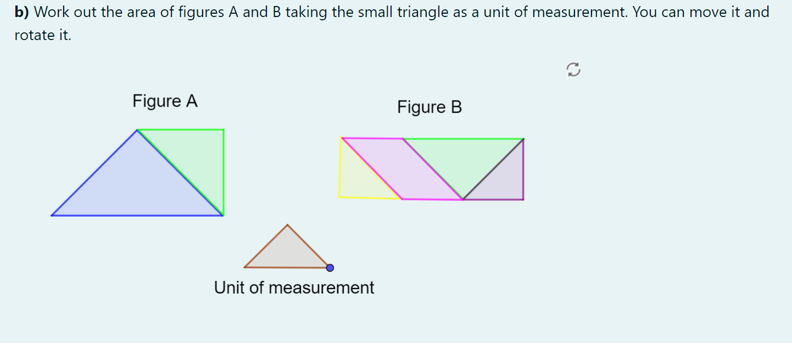 b) Work out the area of figures A and B taking the small triangle as a unit of measurement. You can move it and
rotate it.
Figure A
Figure B
Unit of measurement